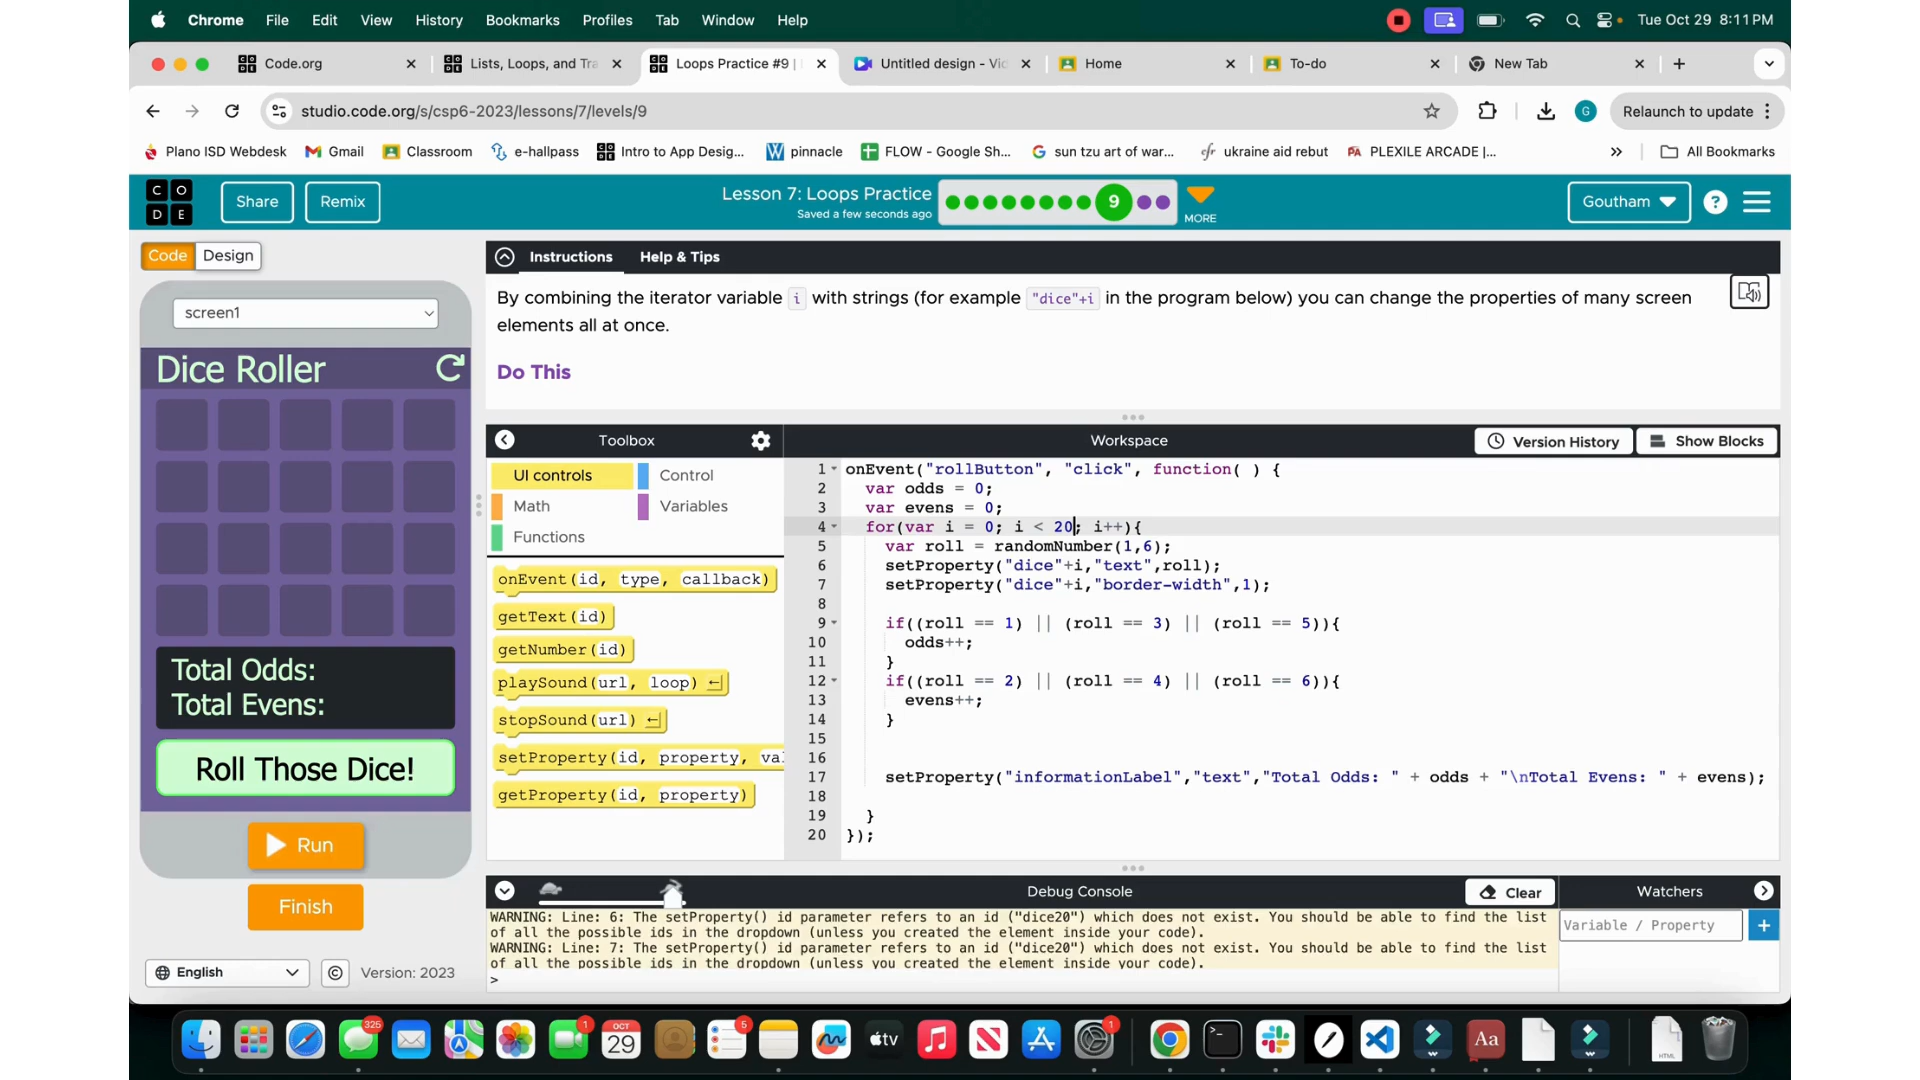 Chrome File Edit View History Bookmarks Profiles Tab Window Help Tue Oct 29 8:11 PM
Code.org Lists, Loops, and Tra Loops Practice #9 | Untitled design - Vid Home To-do New Tab
studio.code.org/s/csp6-2023/lessons/7/levels/9 G Relaunch to update
Plano ISD Webdesk Gmail Classroom e-hallpass Intro to App Desig... pinnacle FLOW - Google Sh... sun tzu art of war... cfr ukraine aid rebut PA PLEXILE ARCADE |... » All Bookmarks
CODE Share Remix Lesson 7: Loops Practice 9 MORE Goutham ?
Saved a few seconds ago
Code Design
Instructions Help & Tips
By combining the iterator variable i with strings (for example "dice"+i in the program below) you can change the properties of many screen
elements all at once.
Do This
screen1
Dice Roller
Total Odds:
Total Evens:
Roll Those Dice!
Run
Finish
English © Version: 2023
Toolbox
UI controls Control
Math Variables
Functions
onEvent(id, type, callback)
getText(id)
getNumber(id)
playSound(url, loop)
stopSound(url)
setProperty(id, property, val
getProperty(id, property)
Workspace Version History Show Blocks
1 onEvent("rollButton", "click", function( ) {
2 var odds = 0;
3 var evens = 0;
4 for(var i = 0; i < 20; i++){
5 var roll = randomNumber(1,6);
6 setProperty("dice"+i,"text",roll);
7 setProperty("dice"+i,"border-width",1);
8
9 if((roll == 1) || (roll == 3) || (roll == 5)){
10 odds++;
11 }
12 if((roll == 2) || (roll == 4) || (roll == 6)){
13 evens++;
14 }
15
16
17 setProperty("informationLabel","text","Total Odds: " + odds + "\nTotal Evens: " + evens);
18
19 }
20 });
Debug Console Clear Watchers
WARNING: Line: 6: The setProperty() id parameter refers to an id ("dice20") which does not exist. You should be able to find the list
of all the possible ids in the dropdown (unless you created the element inside your code).
WARNING: Line: 7: The setProperty() id parameter refers to an id ("dice20") which does not exist. You should be able to find the list
of all the possible ids in the dropdown (unless you created the element inside your code).
>
Variable / Property +
325 1 OCT 29 5 tv 1 Aa HTML